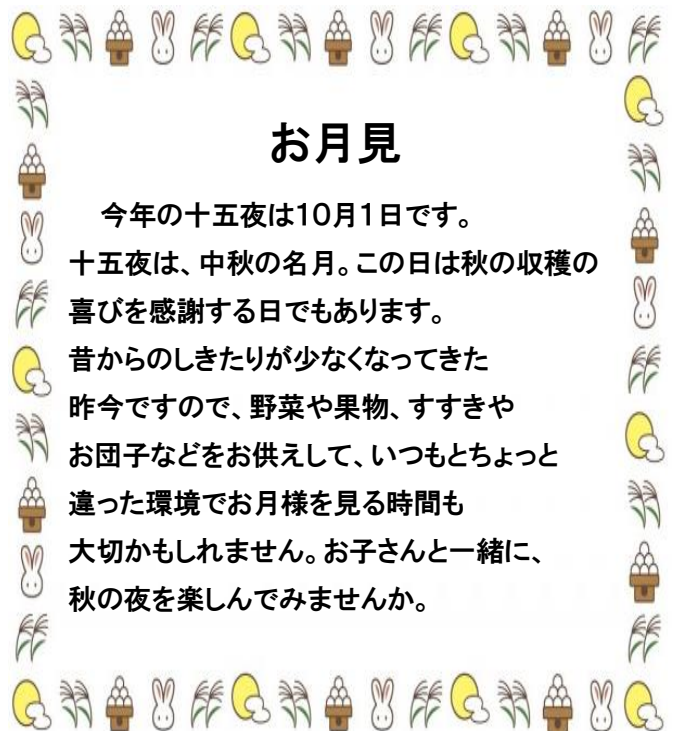 お月見
今年の十五夜は10月1日です。
十五夜は、中秋の名月。この日は秋の収穫の
喜びを感謝する日でもあります。
昔からのしきたりが少なくなってきた
昨今ですので、野菜や果物、すすきや
お団子などをお供えして、いつもとちょっと
違った環境でお月様を見る時間も
大切かもしれません。お子さんと一緒に、
秋の夜を楽しんでみませんか。